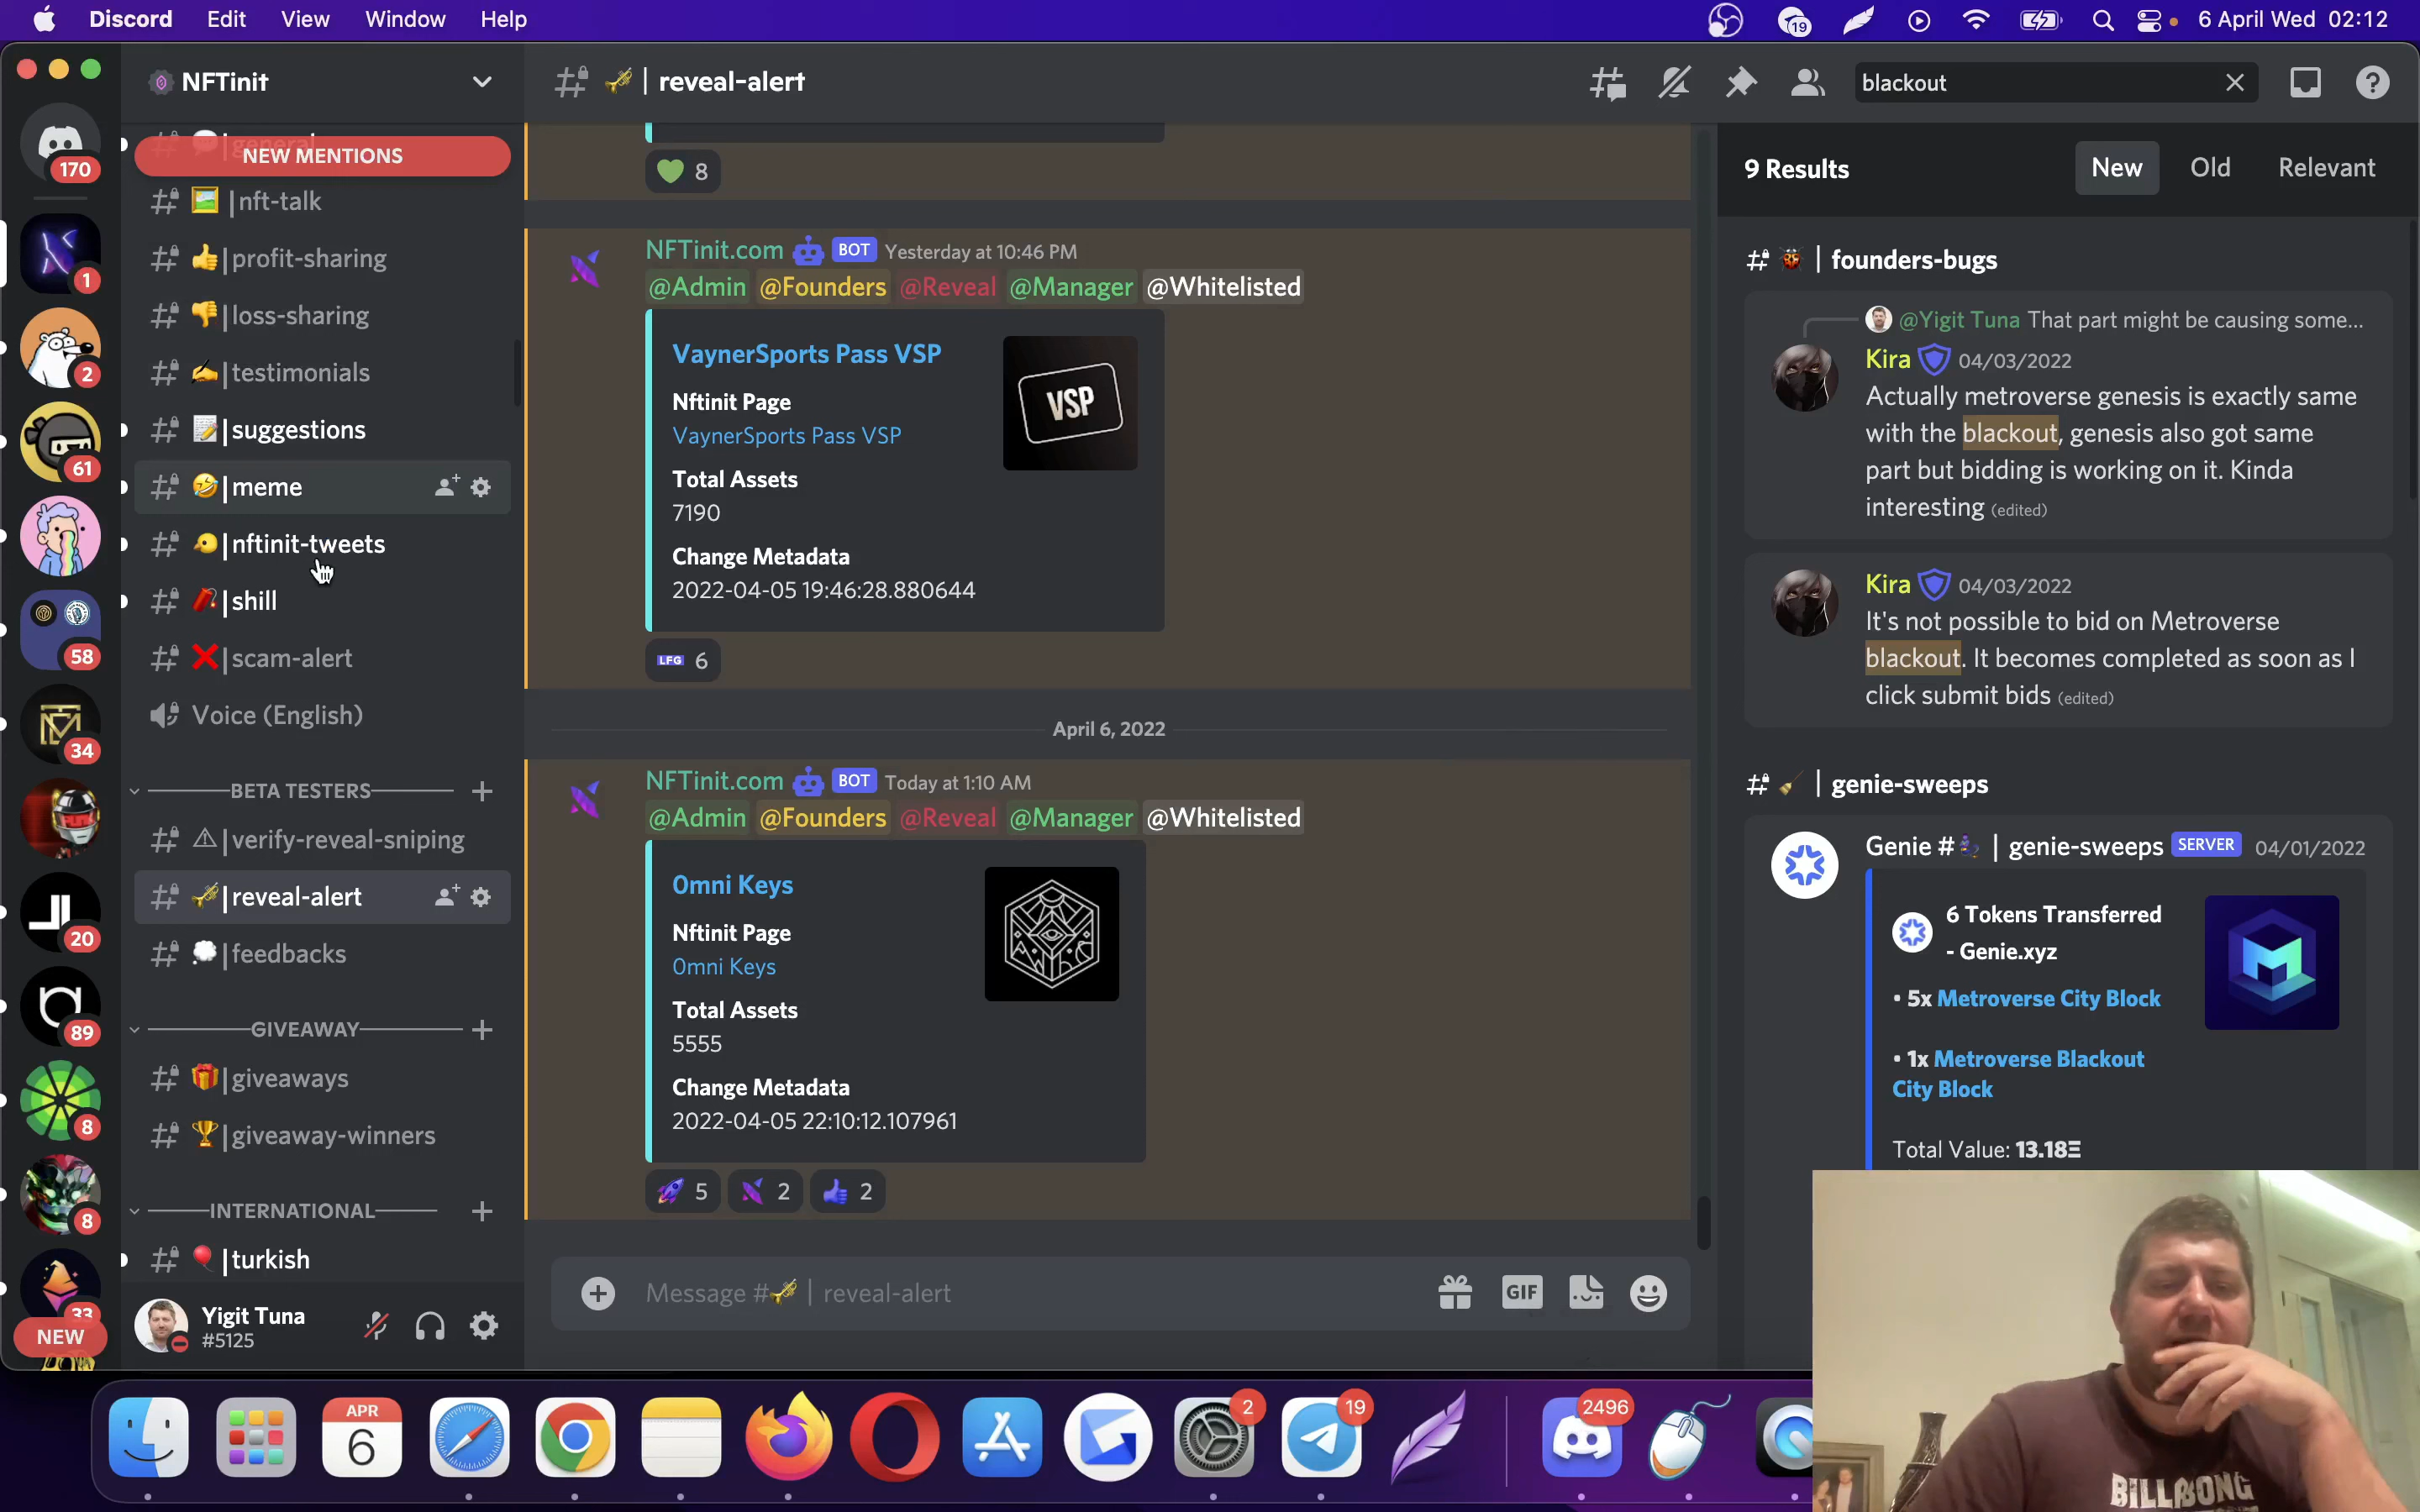 Discord Edit View Window Help
19
6 April Wed 02:12
NFTinit
| reveal-alert
blackout
170
1
2
61
58
34
20
89
8
8
33
NEW
NEW MENTIONS
|nft-talk
|profit-sharing
|loss-sharing
|testimonials
|suggestions
|meme
|nftinit-tweets
|shill
|scam-alert
Voice (English)
BETA TESTERS
|verify-reveal-sniping
|reveal-alert
|feedbacks
GIVEAWAY
|giveaways
|giveaway-winners
INTERNATIONAL
|turkish
Yigit Tuna
#5125
8
NFTinit.com BOT Yesterday at 10:46 PM
@Admin @Founders @Reveal @Manager @Whitelisted
VaynerSports Pass VSP
VSP
Nftinit Page
VaynerSports Pass VSP
Total Assets
7190
Change Metadata
2022-04-05 19:46:28.880644
LFG 6
April 6, 2022
NFTinit.com BOT Today at 1:10 AM
@Admin @Founders @Reveal @Manager @Whitelisted
0mni Keys
Nftinit Page
0mni Keys
Total Assets
5555
Change Metadata
2022-04-05 22:10:12.107961
5 2 2
Message # | reveal-alert
GIF
9 Results
New Old Relevant
| founders-bugs
@Yigit Tuna That part might be causing some...
Kira 04/03/2022
Actually metroverse genesis is exactly same
with the blackout, genesis also got same
part but bidding is working on it. Kinda
interesting (edited)
Kira 04/03/2022
It's not possible to bid on Metroverse
blackout. It becomes completed as soon as I
click submit bids (edited)
| genie-sweeps
Genie # | genie-sweeps SERVER 04/01/2022
6 Tokens Transferred
- Genie.xyz
• 5x Metroverse City Block
• 1x Metroverse Blackout
City Block
Total Value: 13.18Ξ
APR
6
2
19
2496
BILLABONG